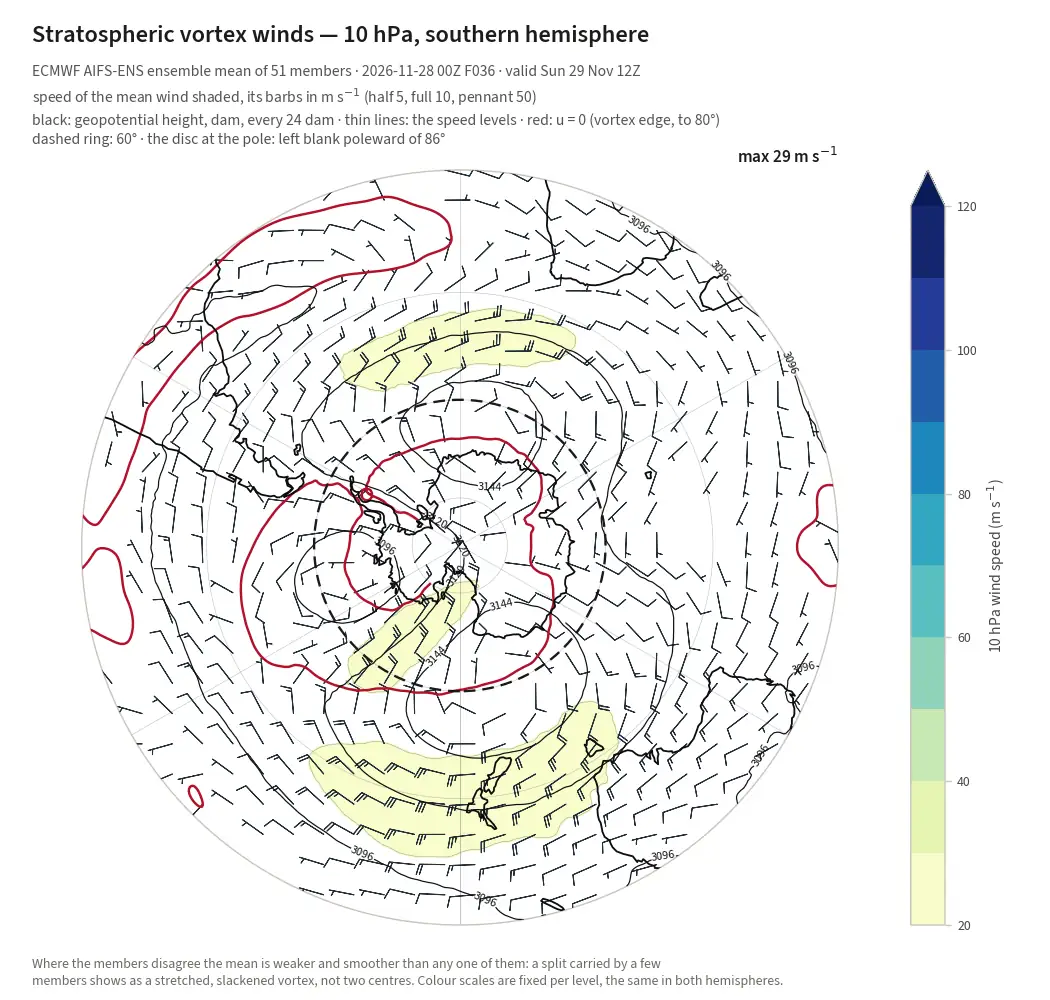 Stratospheric vortex winds — 10 hPa, southern hemisphere
ECMWF AIFS-ENS ensemble mean of 51 members · 2026-11-28 00Z F036 · valid Sun 29 Nov 12Z
speed of the mean wind shaded, its barbs in m s⁻¹ (half 5, full 10, pennant 50)
black: geopotential height, dam, every 24 dam · thin lines: the speed levels · red: u = 0 (vortex edge, to 80°)
dashed ring: 60° · the disc at the pole: left blank poleward of 86°
max 29 m s⁻¹
3096
3096
3096
3144
3120
3096
3120
3120
3144
3144
3096
3096
3096
3096
3096
120
100
80
60
40
20
10 hPa wind speed (m s⁻¹)
Where the members disagree the mean is weaker and smoother than any one of them: a split carried by a few
members shows as a stretched, slackened vortex, not two centres. Colour scales are fixed per level, the same in both hemispheres.